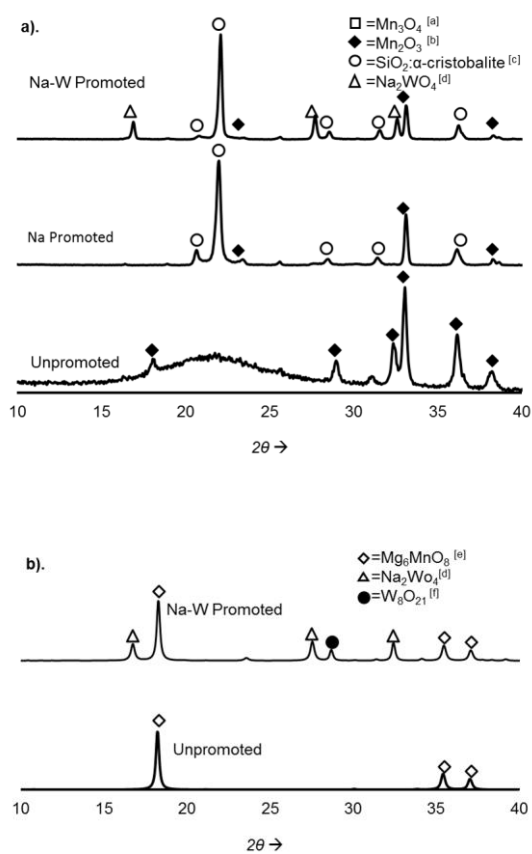 a).
□=Mn₃O₄ [a]
◆=Mn₂O₃ [b]
○=SiO₂:α-cristobalite [c]
△=Na₂WO₄ [d]
Na-W Promoted
Na Promoted
Unpromoted
10 15 20 25 30 35 40
2θ →
b).
◇=Mg₆MnO₈ [e]
△=Na₂Wo₄[d]
●=W₈O₂₁ [f]
Na-W Promoted
Unpromoted
10 15 20 25 30 35 40
2θ →